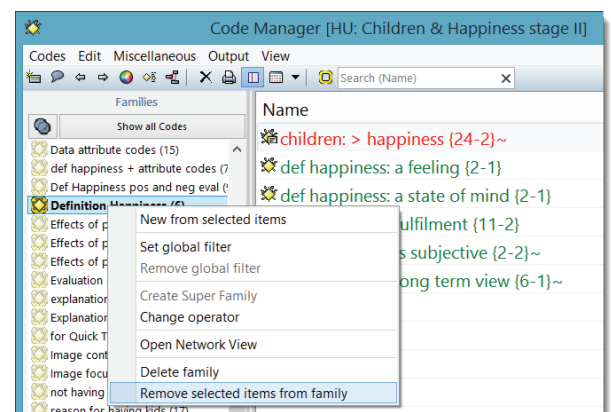 Code Manager [HU: Children & Happiness stage II]
Codes Edit Miscellaneous Output View
Search (Name)
Families
Show all Codes
Data attribute codes (15)
def happiness + attribute codes (7
Def Happiness pos and neg eval (
Definition Happiness (6)
Effects of p
Effects of p
Effects of p
Evaluation
explanation
Explanation
for Quick T
Image cont
Image focu
not having
reason for having kids (17)
New from selected items
Set global filter
Remove global filter
Create Super Family
Change operator
Open Network View
Delete family
Remove selected items from family
Name
children: > happiness {24-2}~
def happiness: a feeling {2-1}
def happiness: a state of mind {2-1}
ulfilment {11-2}
s subjective {2-2}~
ong term view {6-1}~